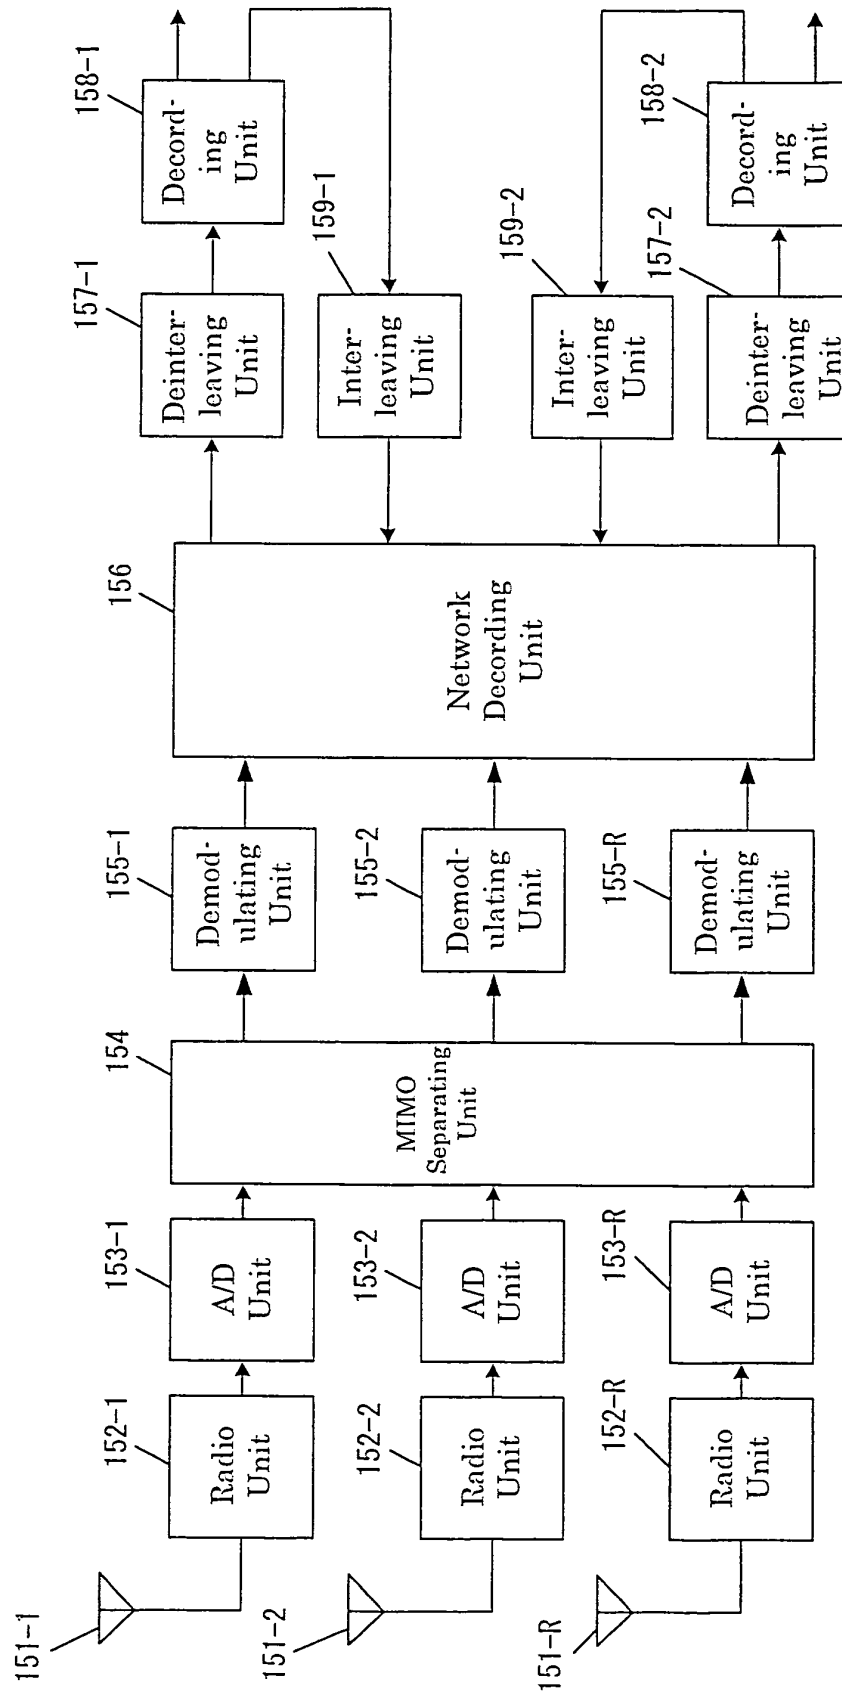 151-1
152-1
Radio
Unit
153-1
A/D
Unit
151-2
152-2
Radio
Unit
153-2
A/D
Unit
151-R
152-R
Radio
Unit
153-R
A/D
Unit
154
MIMO
Separating
Unit
155-1
Demod-
ulating
Unit
155-2
Demod-
ulating
Unit
155-R
Demod-
ulating
Unit
156
Network
Decording
Unit
157-1
Deinter-
leaving
Unit
158-1
Decord-
ing
Unit
159-1
Inter-
leaving
Unit
159-2
Inter-
leaving
Unit
157-2
Deinter-
leaving
Unit
158-2
Decord-
ing
Unit